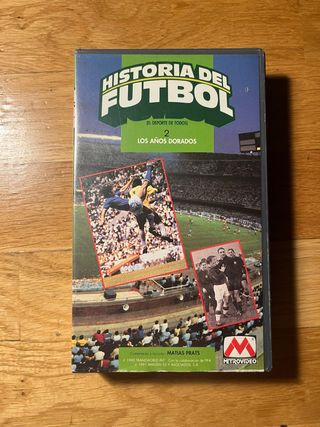 HISTORIA DEL
FUTBOL
(EL DEPORTE DE TODOS)
2
LOS AÑOS DORADOS
MATIAS PRATS
METROVIDEO